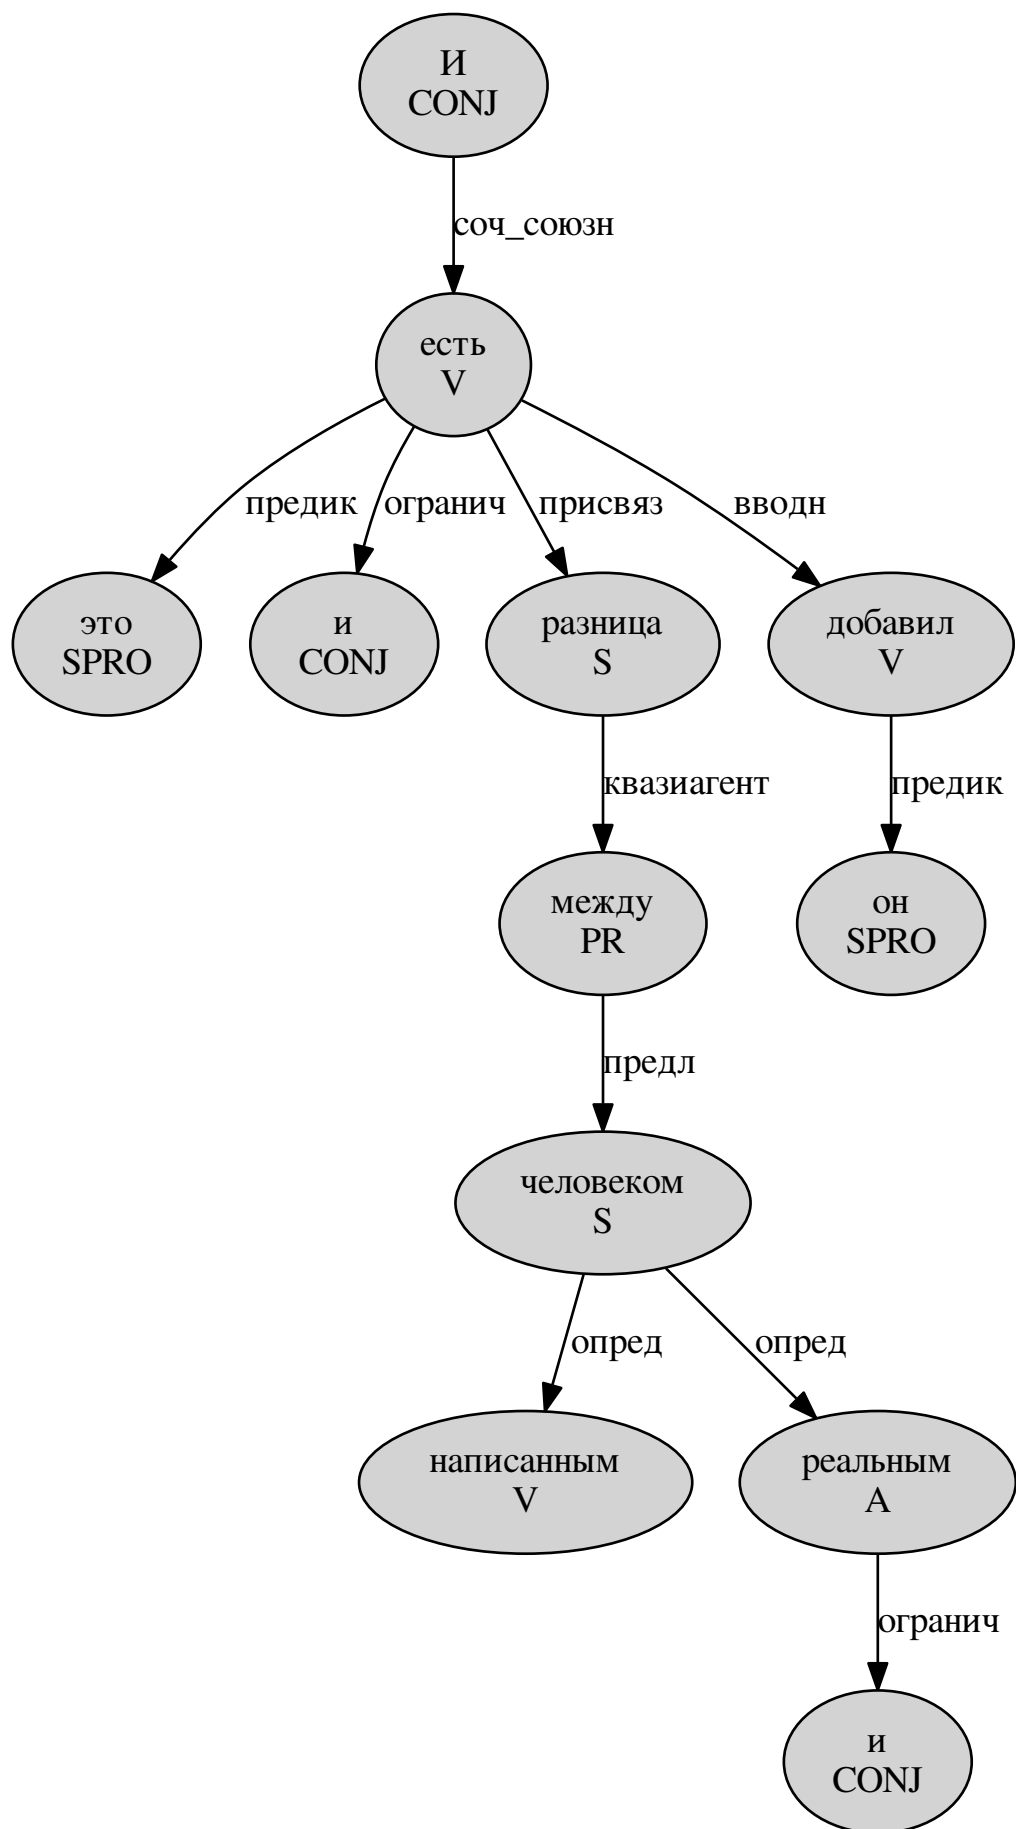 И
CONJ
соч_союзн
есть
V
предик
огранич
присвяз
вводн
это
SPRO
и
CONJ
разница
S
добавил
V
квазиагент
предик
между
PR
он
SPRO
предл
человеком
S
опред
опред
написанным
V
реальным
A
огранич
и
CONJ